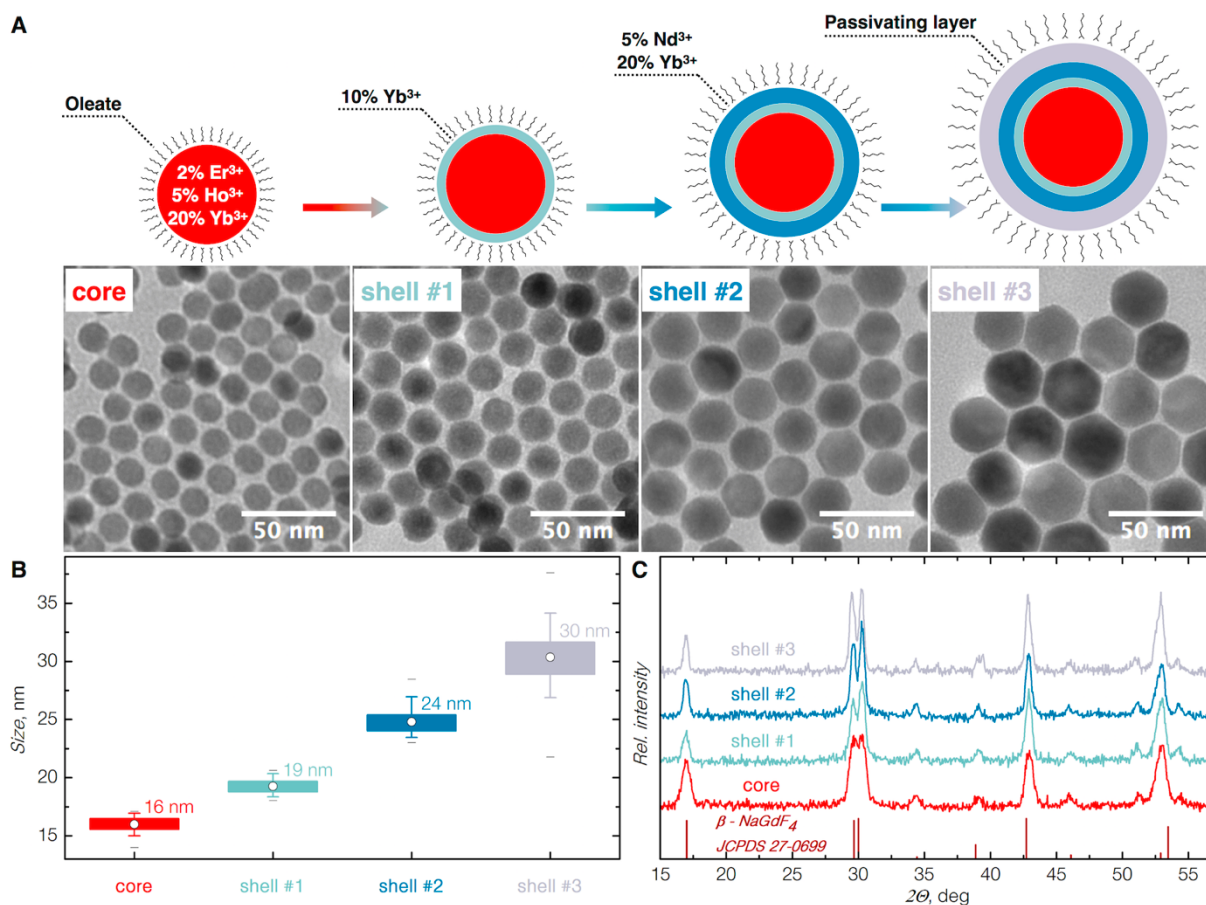 A
Oleate
2% Er³⁺
5% Ho³⁺
20% Yb³⁺
10% Yb³⁺
5% Nd³⁺
20% Yb³⁺
Passivating layer
core
50 nm
shell #1
50 nm
shell #2
50 nm
shell #3
50 nm
B
Size, nm
35
30
25
20
15
16 nm
19 nm
24 nm
30 nm
core
shell #1
shell #2
shell #3
C
Rel. intensity
shell #3
shell #2
shell #1
core
β - NaGdF₄
JCPDS 27-0699
15
20
25
30
35
40
45
50
55
2Θ, deg